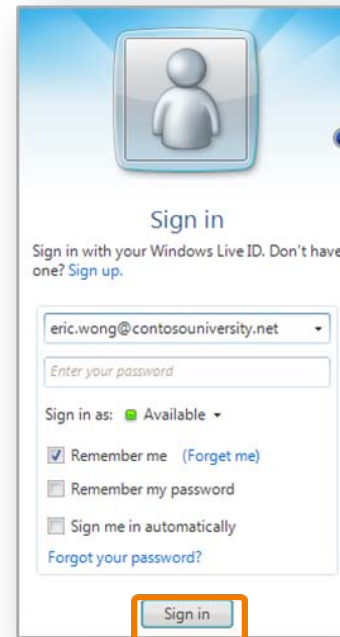 Sign in
Sign in with your Windows Live ID. Don't have
one? Sign up.
eric.wong@contosouniversity.net
Enter your password
Sign in as: Available
Remember me (Forget me)
Remember my password
Sign me in automatically
Forgot your password?
Sign in